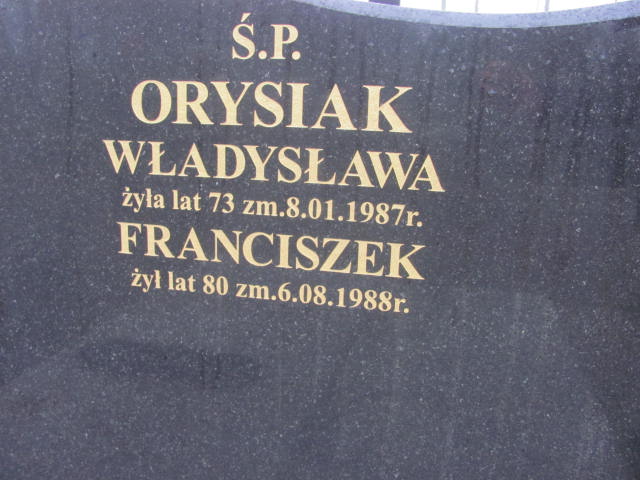 Ś.P.
ORYSIAK
WŁADYSŁAWA
żyła lat 73 zm.8.01.1987r.
FRANCISZEK
żył lat 80 zm.6.08.1988r.